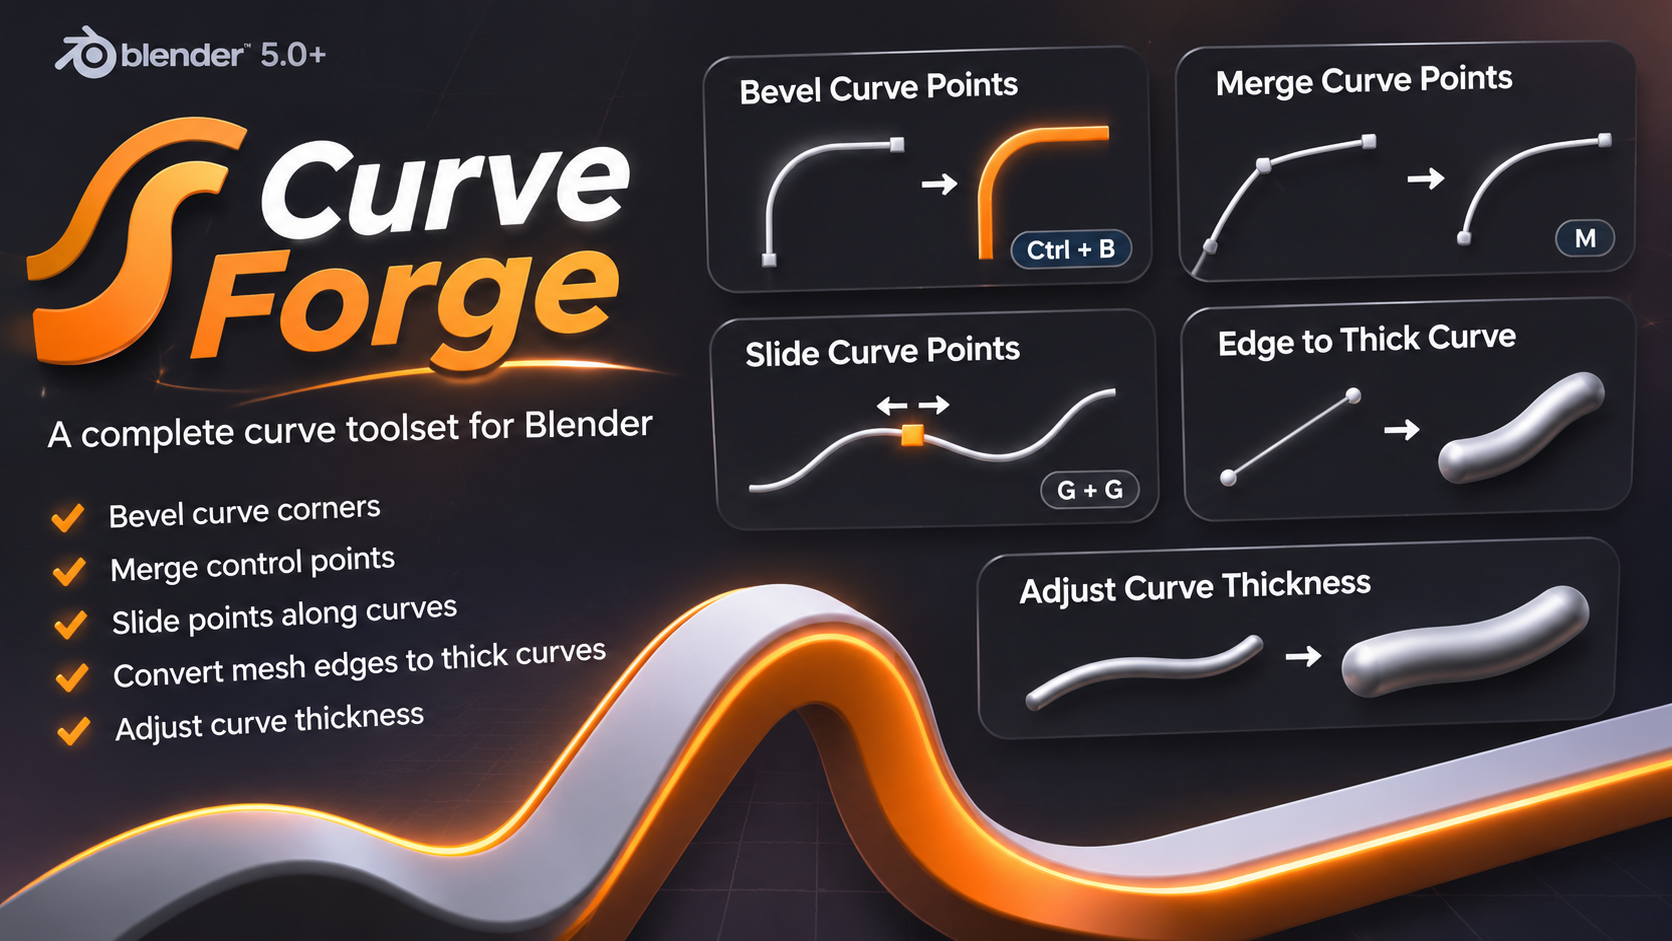 blender™ 5.0+
Curve
Forge
A complete curve toolset for Blender
Bevel curve corners
Merge control points
Slide points along curves
Convert mesh edges to thick curves
Adjust curve thickness
Bevel Curve Points
Ctrl + B
Merge Curve Points
M
Slide Curve Points
G + G
Edge to Thick Curve
Adjust Curve Thickness